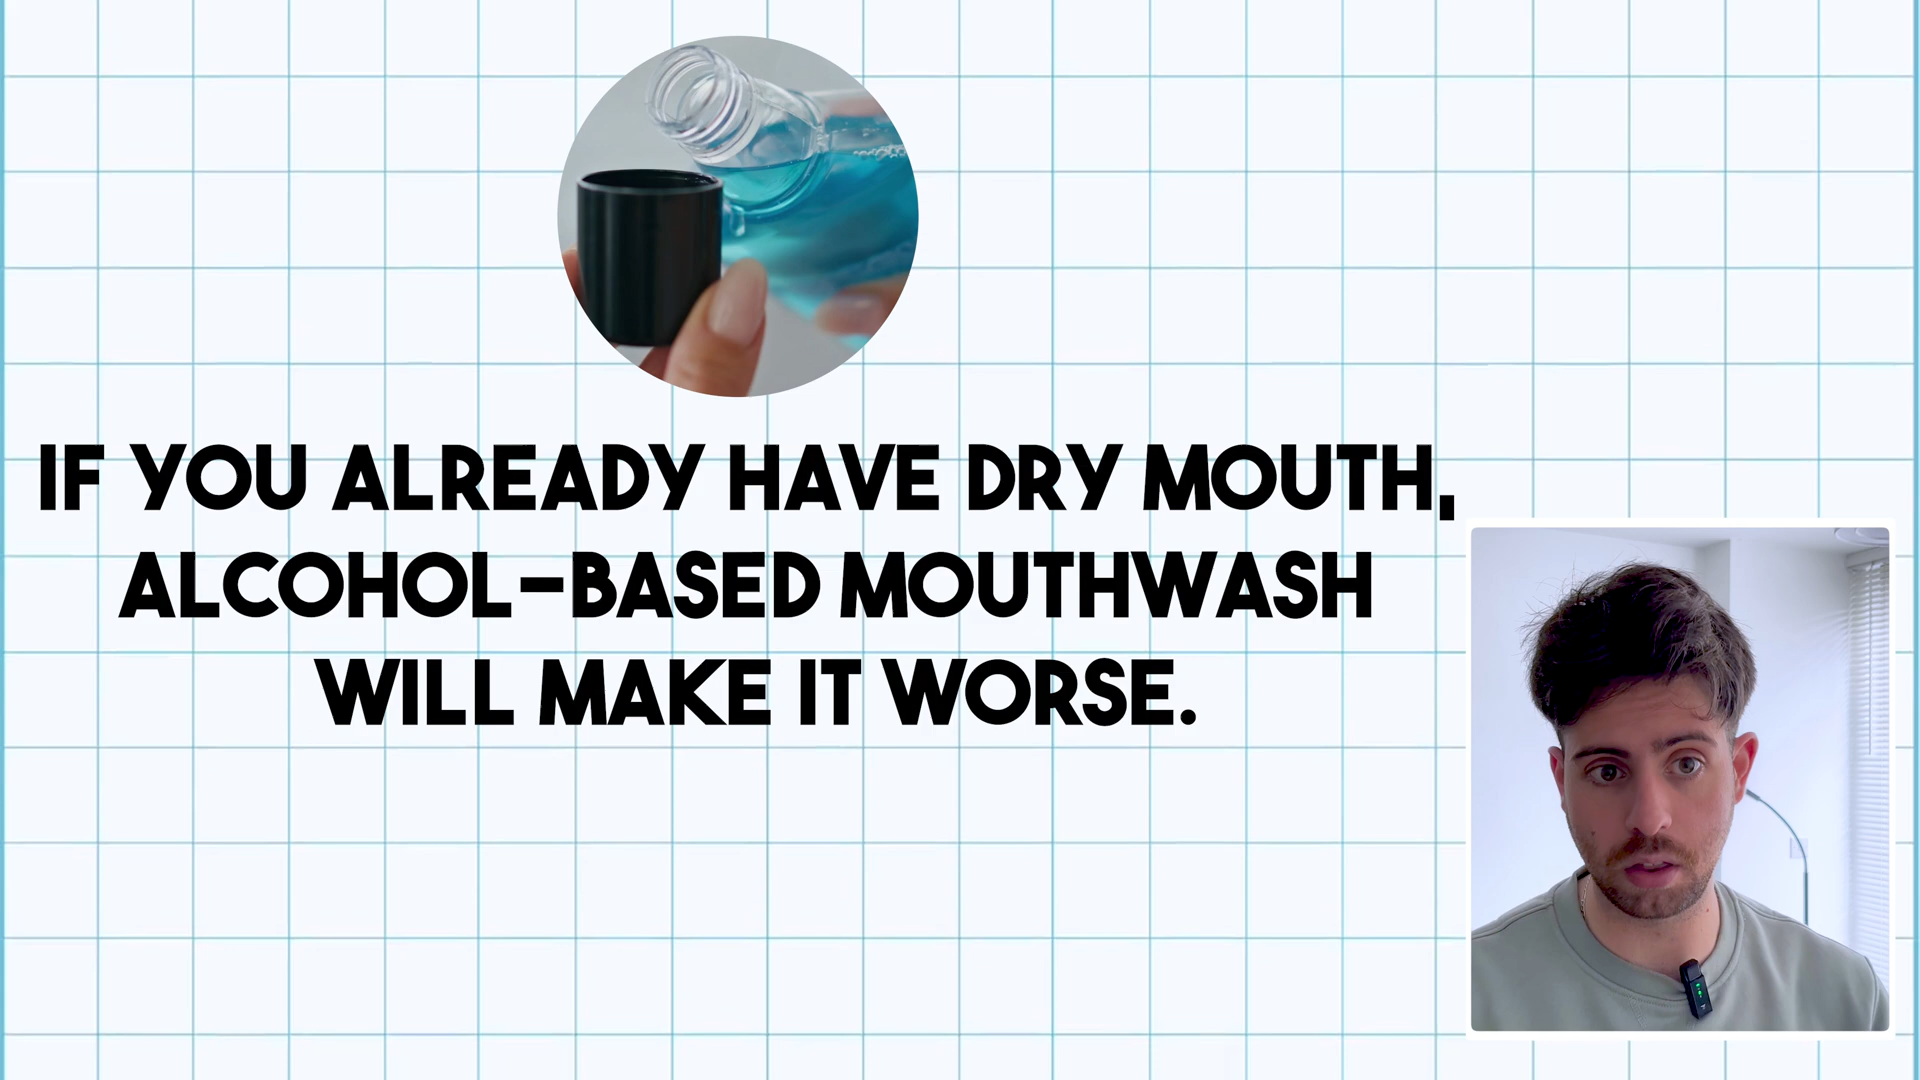 IF YOU ALREADY HAVE DRY MOUTH,
ALCOHOL-BASED MOUTHWASH
WILL MAKE IT WORSE.